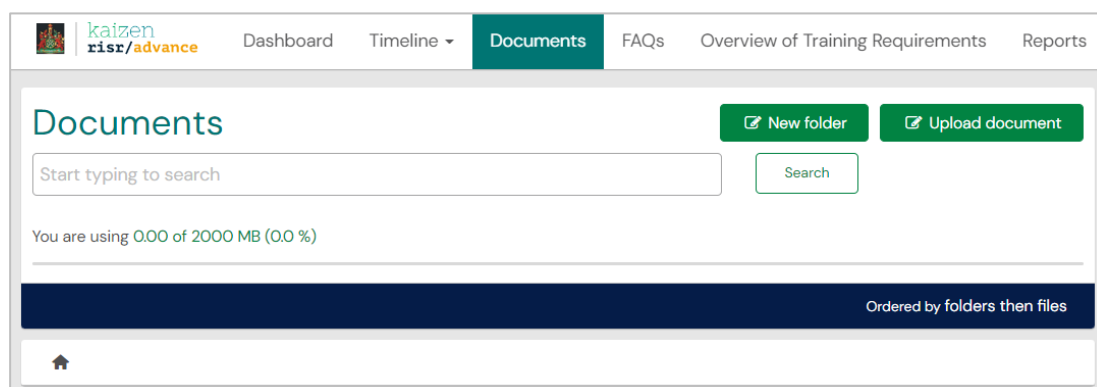 kaizen
risr/advance
Dashboard Timeline Documents FAQs Overview of Training Requirements Reports
Documents
New folder Upload document
Start typing to search Search
You are using 0.00 of 2000 MB (0.0 %)
Ordered by folders then files